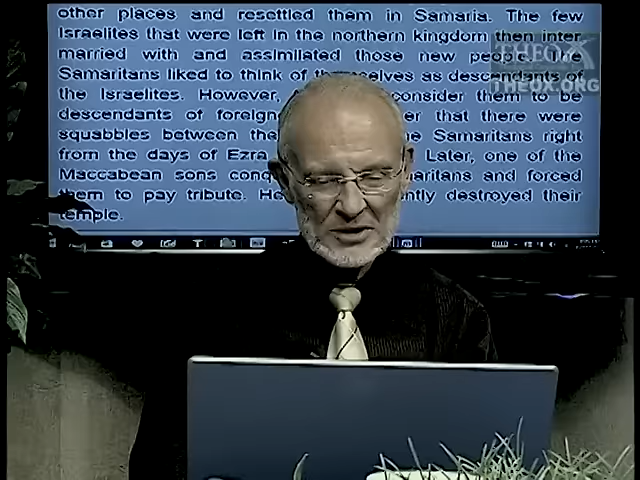 other places and resettled them in Samaria. The few
Israelites that were left in the northern kingdom then inter
married with and assimilated those new people. The
Samaritans liked to think of themselves as descendants of
the Israelites. However, consider them to be
descendants of foreign that there were
squabbles between the Samaritans right
from the days of Ezra Later, one of the
Maccabean sons and forced
them to pay tribute. destroyed their
temple.
THEOX
THEOX.ORG